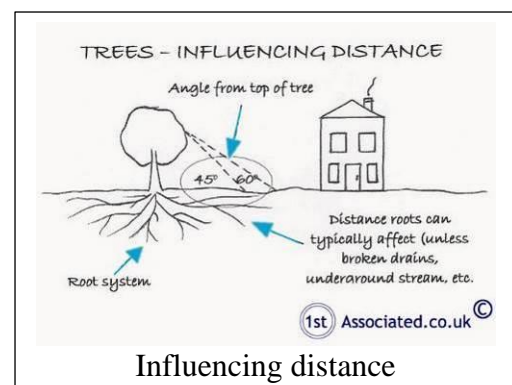 TREES – INFLUENCING DISTANCE
Angle from top of tree
45° 60°
Distance roots can
typically affect (unless
broken drains,
underaround stream, etc.
Root system
1st Associated.co.uk ©
Influencing distance